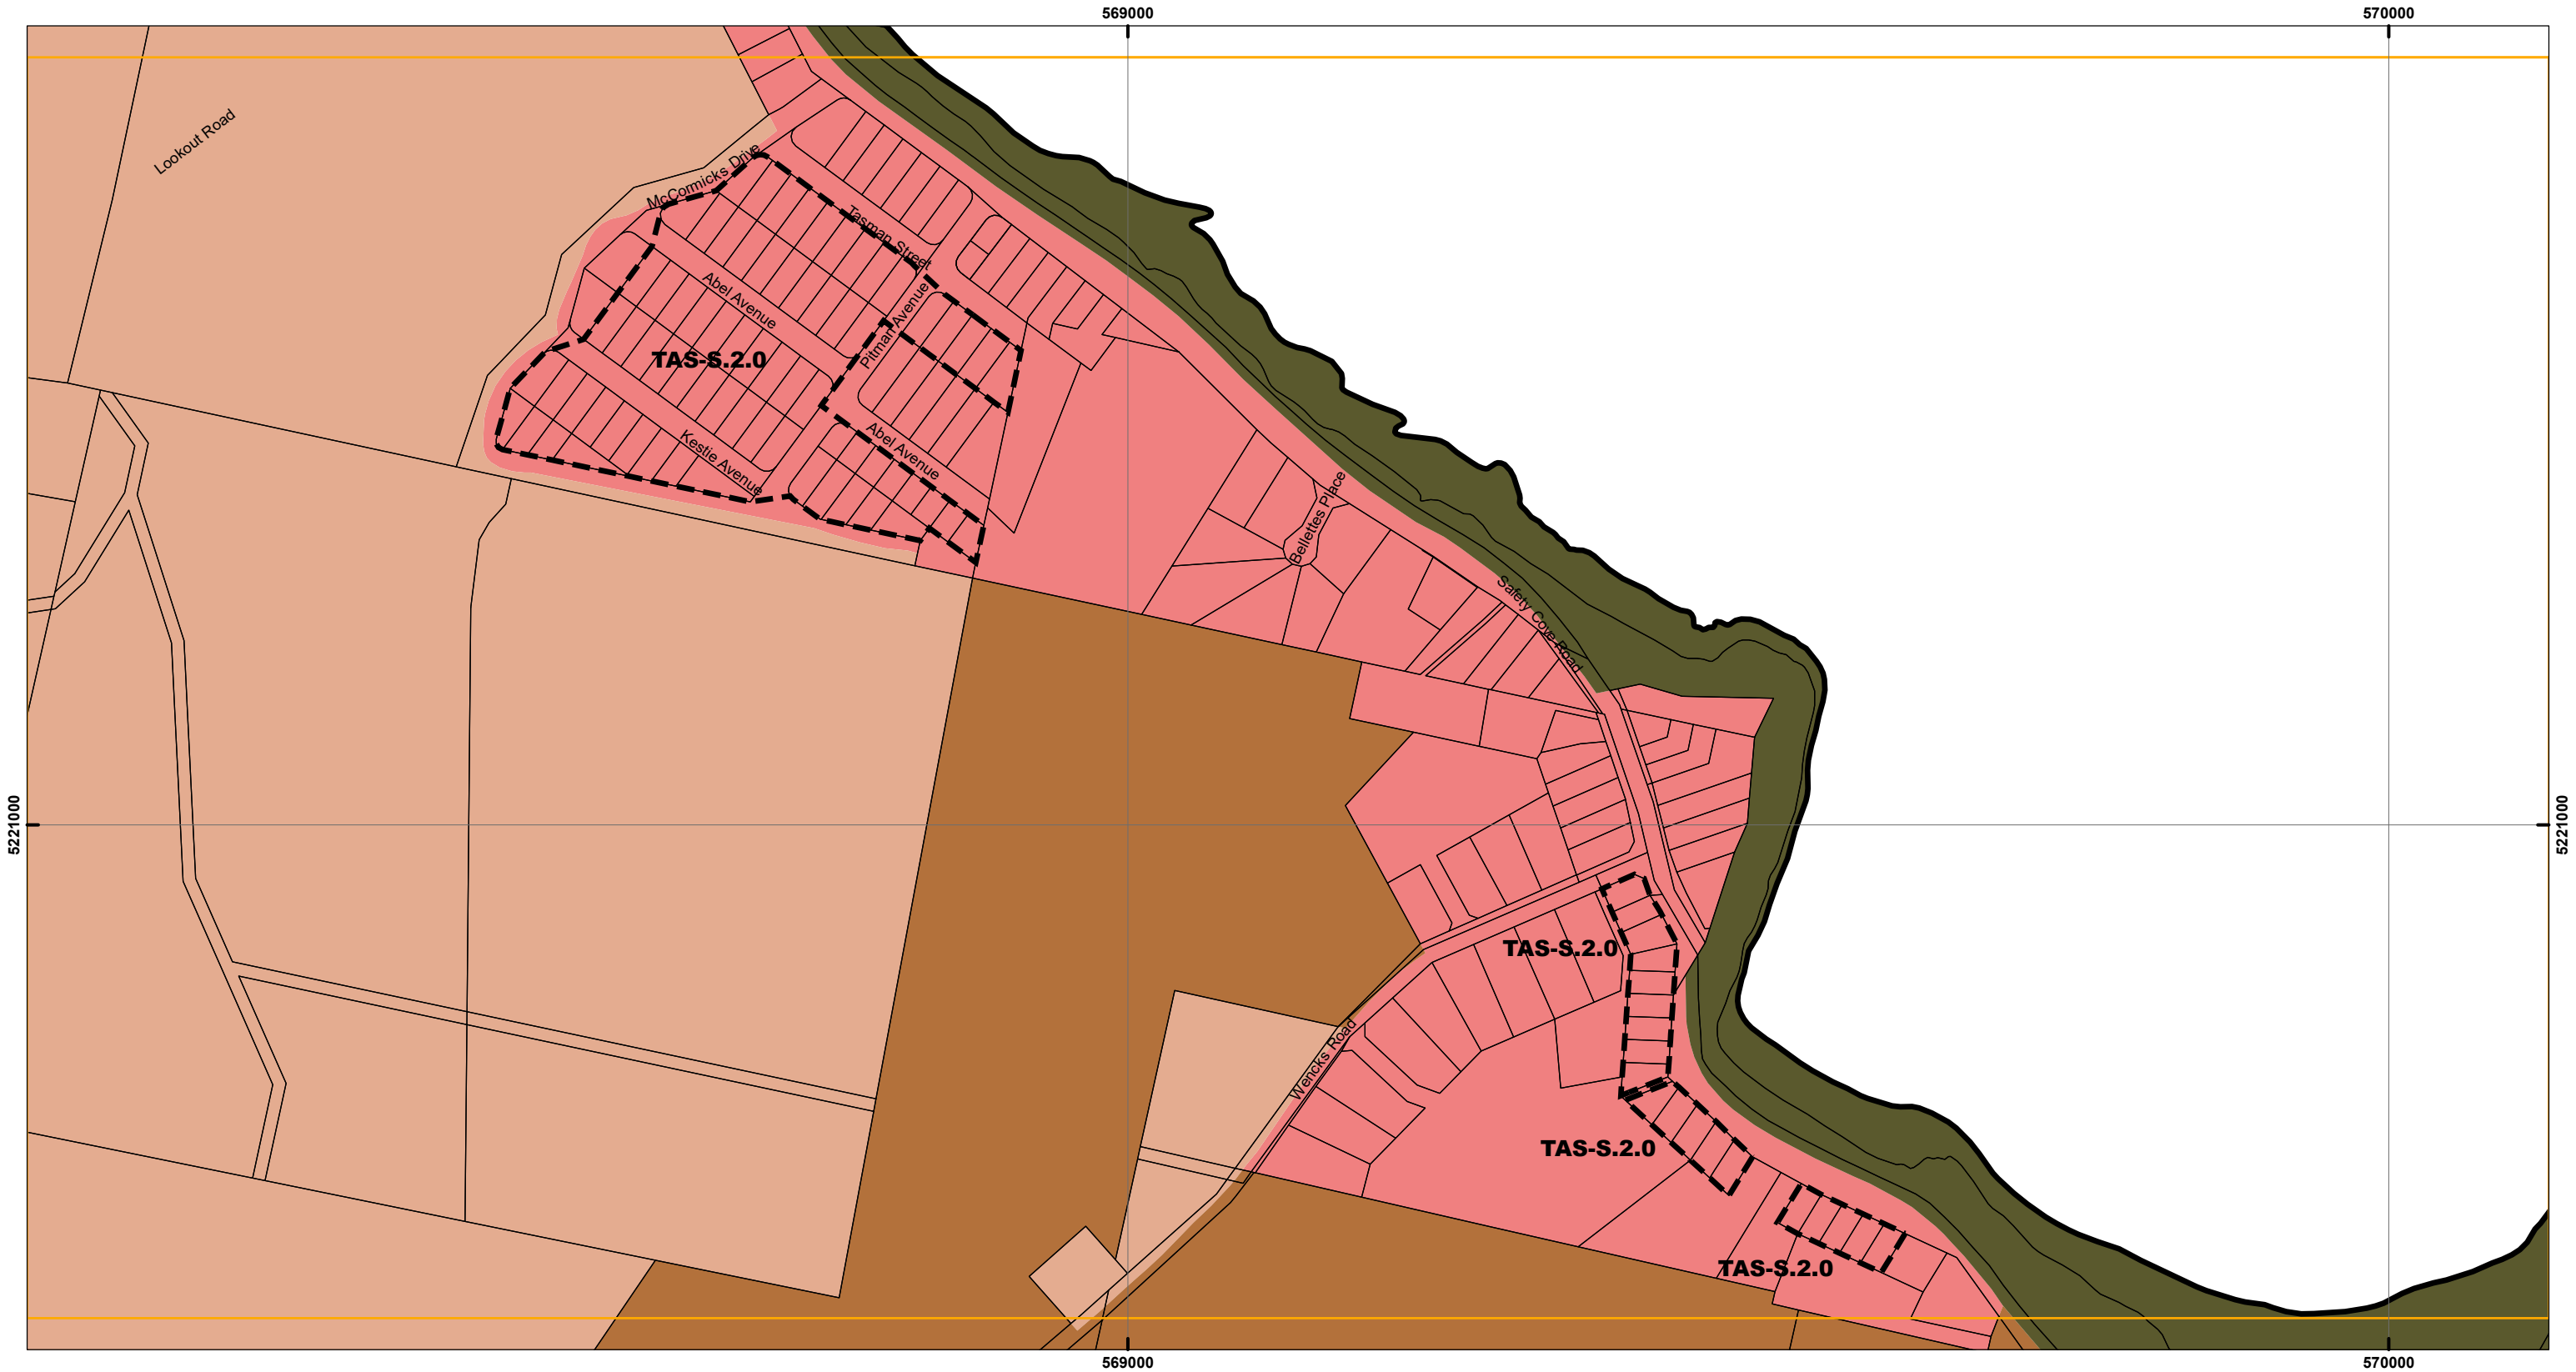 569000
570000
Lookout Road
McCormicks Drive
Tasman Street
Abel Avenue
Pitman Avenue
TAS-S.2.0
Kestie Avenue
Abel Avenue
Bellettes Place
Safety Cove Road
5221000
5221000
TAS-S.2.0
Wencks Road
TAS-S.2.0
TAS-S.2.0
569000
570000